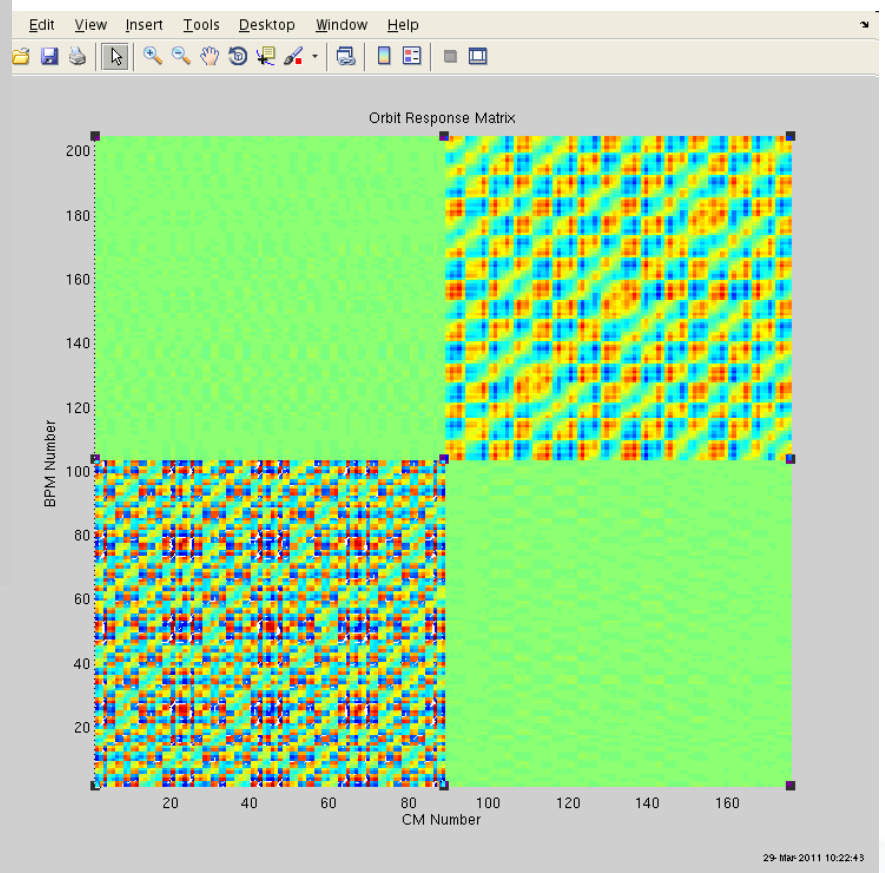 Edit View Insert Tools Desktop Window Help
Orbit Response Matrix
200
180
160
140
120
100
80
60
40
20
BPM Number
20 40 60 80 100 120 140 160
CM Number
29-Mar-2011 10:22:43